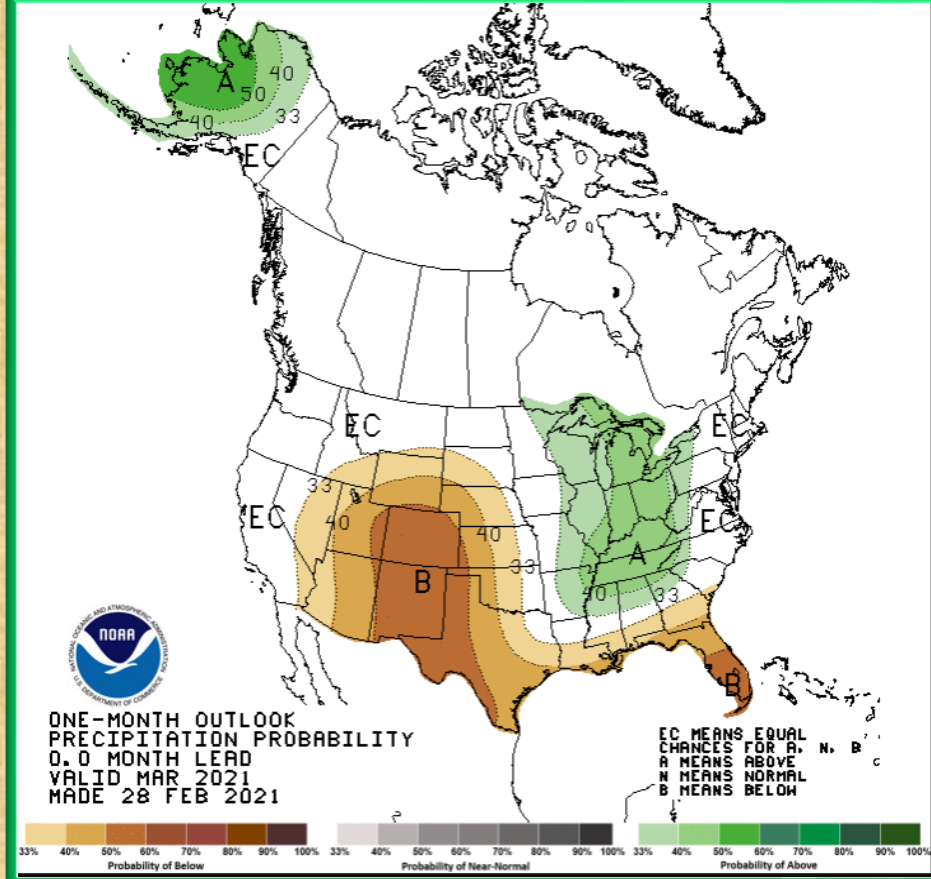 A
40
50
40
33
EC
EC
EC
33
EC
EC
40
40
A
33
B
40
33
B
NOAA
NATIONAL OCEANIC AND ATMOSPHERIC ADMINISTRATION
U.S. DEPARTMENT OF COMMERCE
ONE-MONTH OUTLOOK
PRECIPITATION PROBABILITY
0.0 MONTH LEAD
VALID MAR 2021
MADE 28 FEB 2021
EC MEANS EQUAL
CHANCES FOR A, N, B
A MEANS ABOVE
N MEANS NORMAL
B MEANS BELOW
33% 40% 50% 60% 70% 80% 90% 100%
Probability of Below
33% 40% 50% 60% 70% 80% 90% 100%
Probability of Near-Normal
33% 40% 50% 60% 70% 80% 90% 100%
Probability of Above